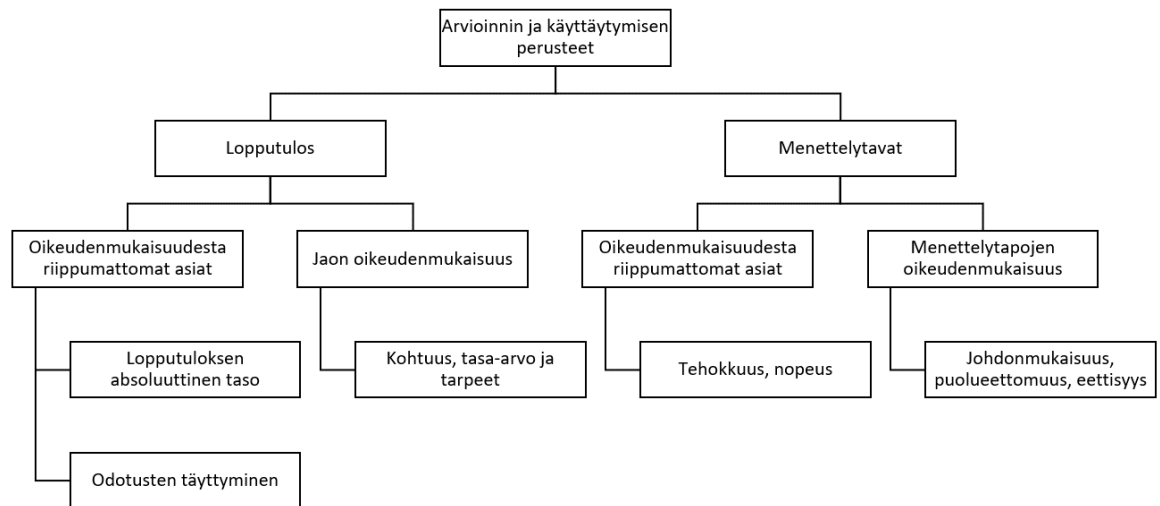 Arvioinnin ja käyttäytymisen
perusteet
Lopputulos
Menettelytavat
Oikeudenmukaisuudesta
riippumattomat asiat
Jaon oikeudenmukaisuus
Oikeudenmukaisuudesta
riippumattomat asiat
Menettelytapojen
oikeudenmukaisuus
Lopputuloksen
absoluuttinen taso
Kohtuus, tasa-arvo ja
tarpeet
Tehokkuus, nopeus
Johdonmukaisuus,
puolueettomuus, eettisyys
Odotusten täyttyminen